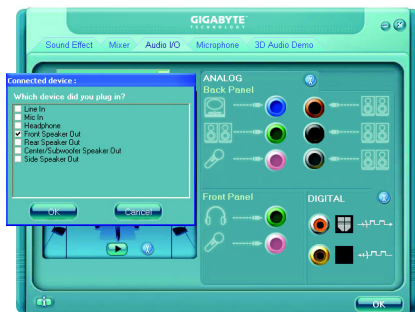 GIGABYTE
TECHNOLOGY
Sound Effect
Mixer
Audio I/O
Microphone
3D Audio Demo
Connected device :
Which device did you plug in?
Line In
Mic In
Headphone
Front Speaker Out
Rear Speaker Out
Center/Subwoofer Speaker Out
Side Speaker Out
OK
Cancel
ANALOG
Back Panel
Front Panel
DIGITAL
OK